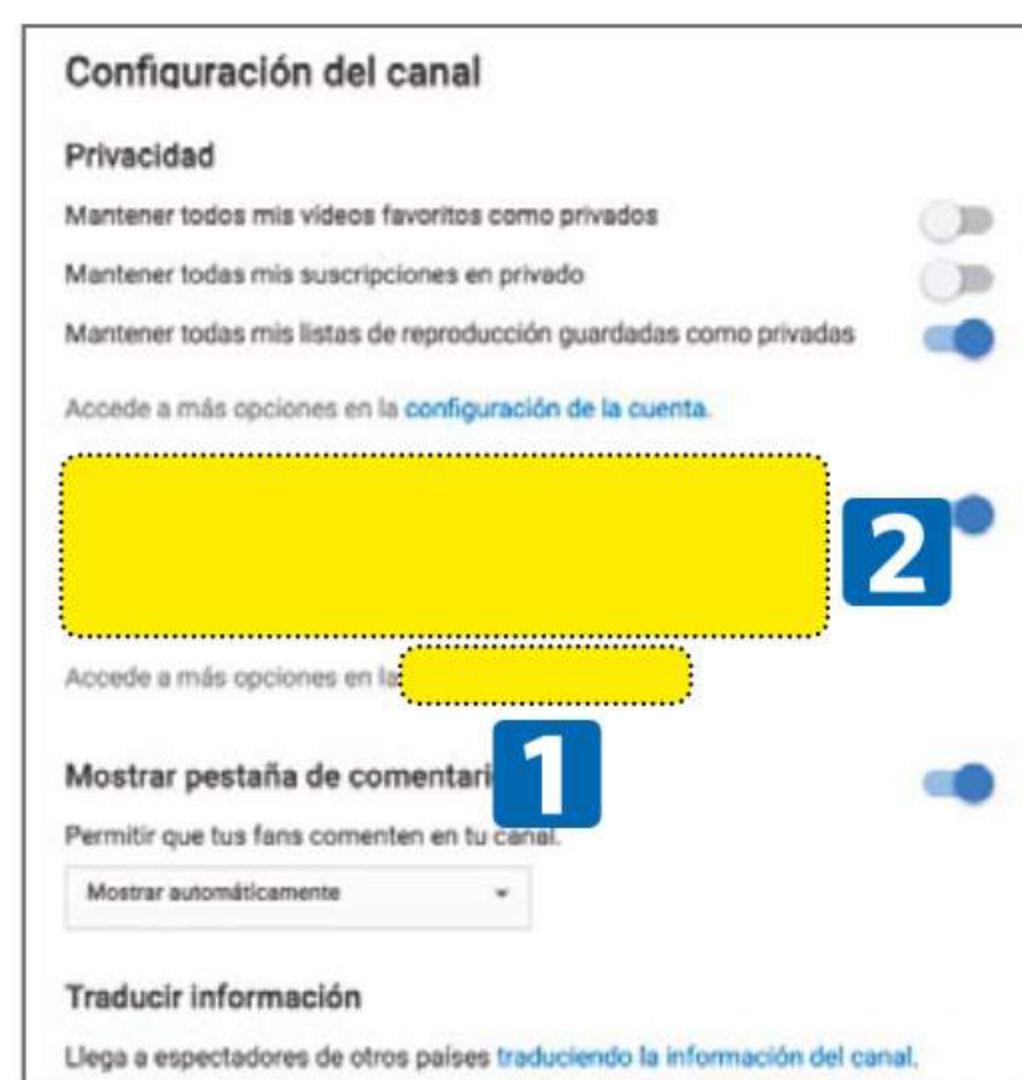 Configuración del canal
Privacidad
Mantener todos mis vídeos favoritos como privados
Mantener todas mis suscripciones en privado
Mantener todas mis listas de reproducción guardadas como privadas
Accede a más opciones en la configuración de la cuenta.
2
Accede a más opciones en la
1
Mostrar pestaña de comentari
Permitir que tus fans comenten en tu canal.
Mostrar automáticamente
Traducir información
Llega a espectadores de otros países traduciendo la información del canal.